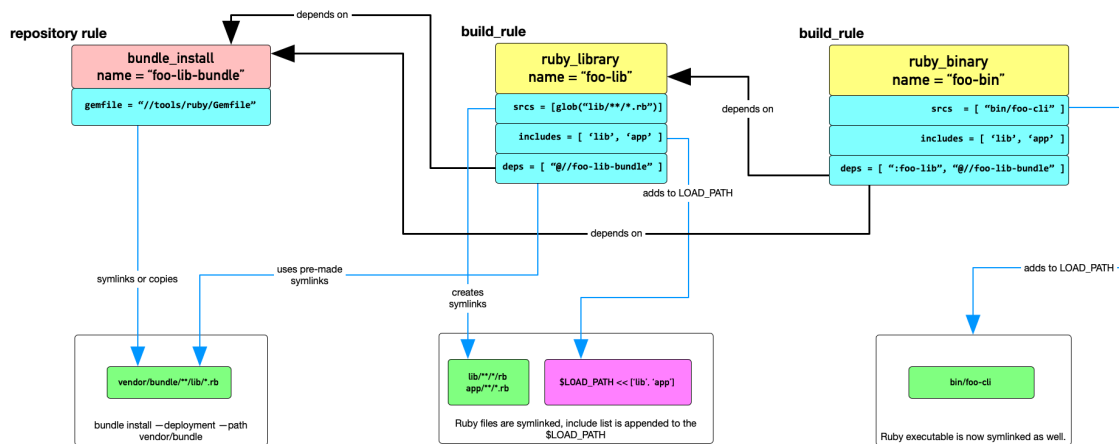 depends on
repository rule
build_rule
build_rule
bundle_install
name = “foo-lib-bundle”
gemfile = “//tools/ruby/Gemfile”
ruby_library
name = “foo-lib”
srcs = [glob(“lib/**/*.rb”)]
includes = [ ‘lib’, ‘app’ ]
deps = [ “@//foo-lib-bundle” ]
depends on
ruby_binary
name = “foo-bin”
srcs = [ “bin/foo-cli” ]
includes = [ ‘lib’, ‘app’ ]
deps = [ “:foo-lib”, “@//foo-lib-bundle” ]
adds to LOAD_PATH
depends on
symlinks or copies
uses pre-made
symlinks
creates
symlinks
adds to LOAD_PATH
vendor/bundle/**/lib/*.rb
bundle install —deployment —path
vendor/bundle
lib/**/*/rb
app/**/*.rb
$LOAD_PATH << [‘lib’, ‘app’]
Ruby files are symlinked, include list is appended to the
$LOAD_PATH
bin/foo-cli
Ruby executable is now symlinked as well.